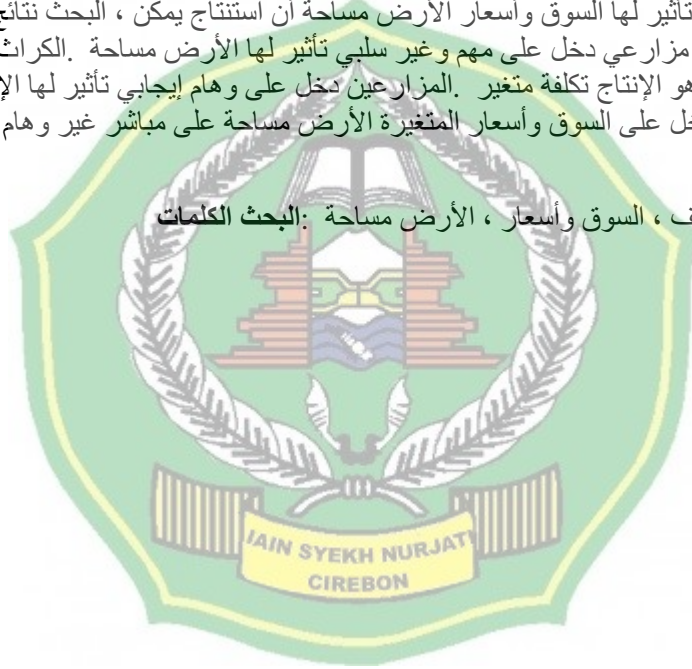 تأثير لها السوق وأسعار الأرض مساحة أن استنتاج يمكن ، البحث نتائج
مزارعي دخل على مهم وغير سلبي تأثير لها الأرض مساحة .الكراث
هو الإنتاج تكلفة متغير .المزارعين دخل على وهام إيجابي تأثير لها
على السوق وأسعار المتغيرة الأرض مساحة على مباشر غير وهام
، السوق وأسعار ، الأرض مساحة :البحث الكلمات
IAIN SYEKH NURJATI
CIREBON